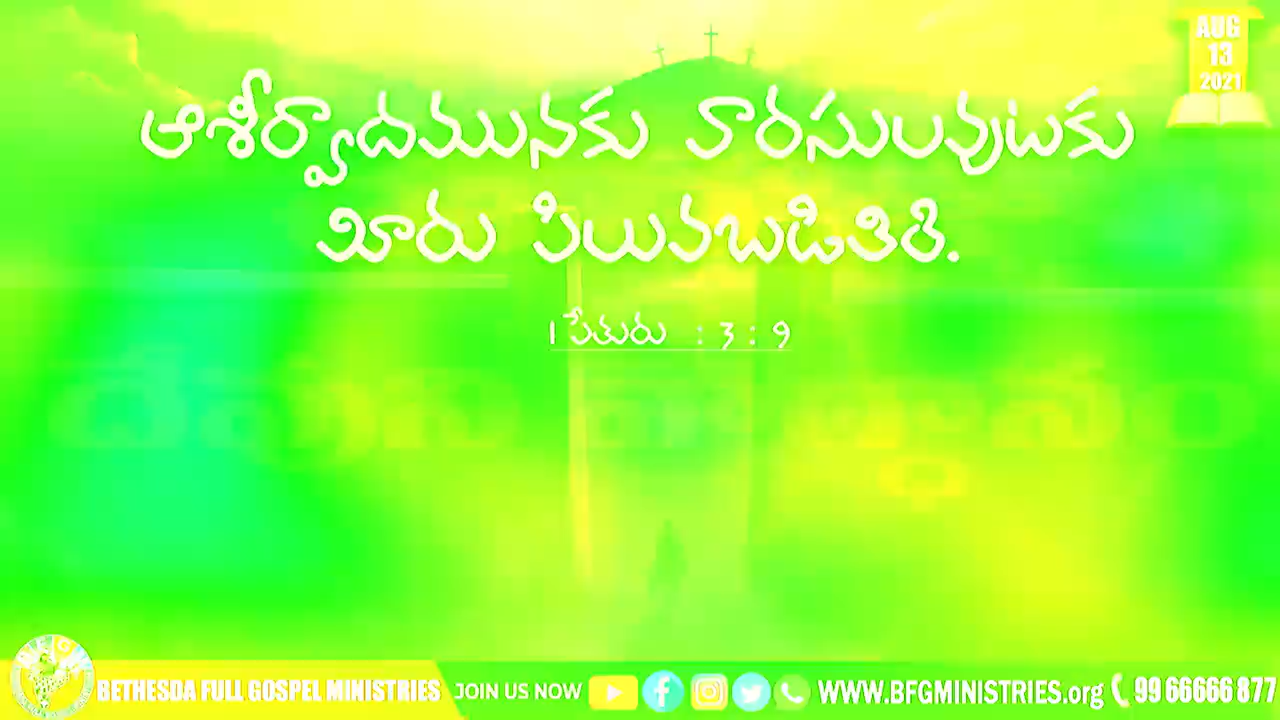 AUG
13
2021
ఆశీర్వాదమునకు వారసులవుటకు
మీరు పిలువబడితిరి.
1 పేతురు : 3 : 9
BETHESDA FULL GOSPEL MINISTRIES JOIN US NOW WWW.BFGMINISTRIES.org 99 66666 877